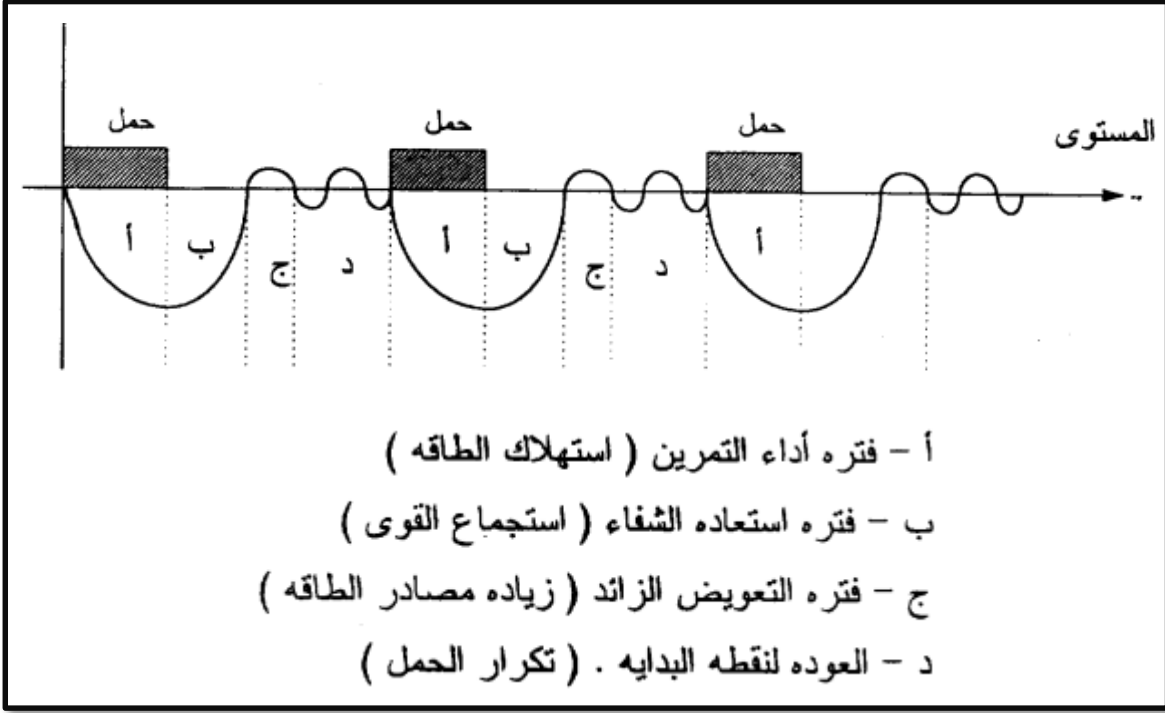 حمل حمل حمل
المستوى
أ ب ج د أ ب ج د أ
أ – فتره أداء التمرين ( استهلاك الطاقه )
ب – فتره استعاده الشفاء ( استجماع القوى )
ج – فتره التعويض الزائد ( زياده مصادر الطاقه )
د – العوده لنقطه البدايه . ( تكرار الحمل )